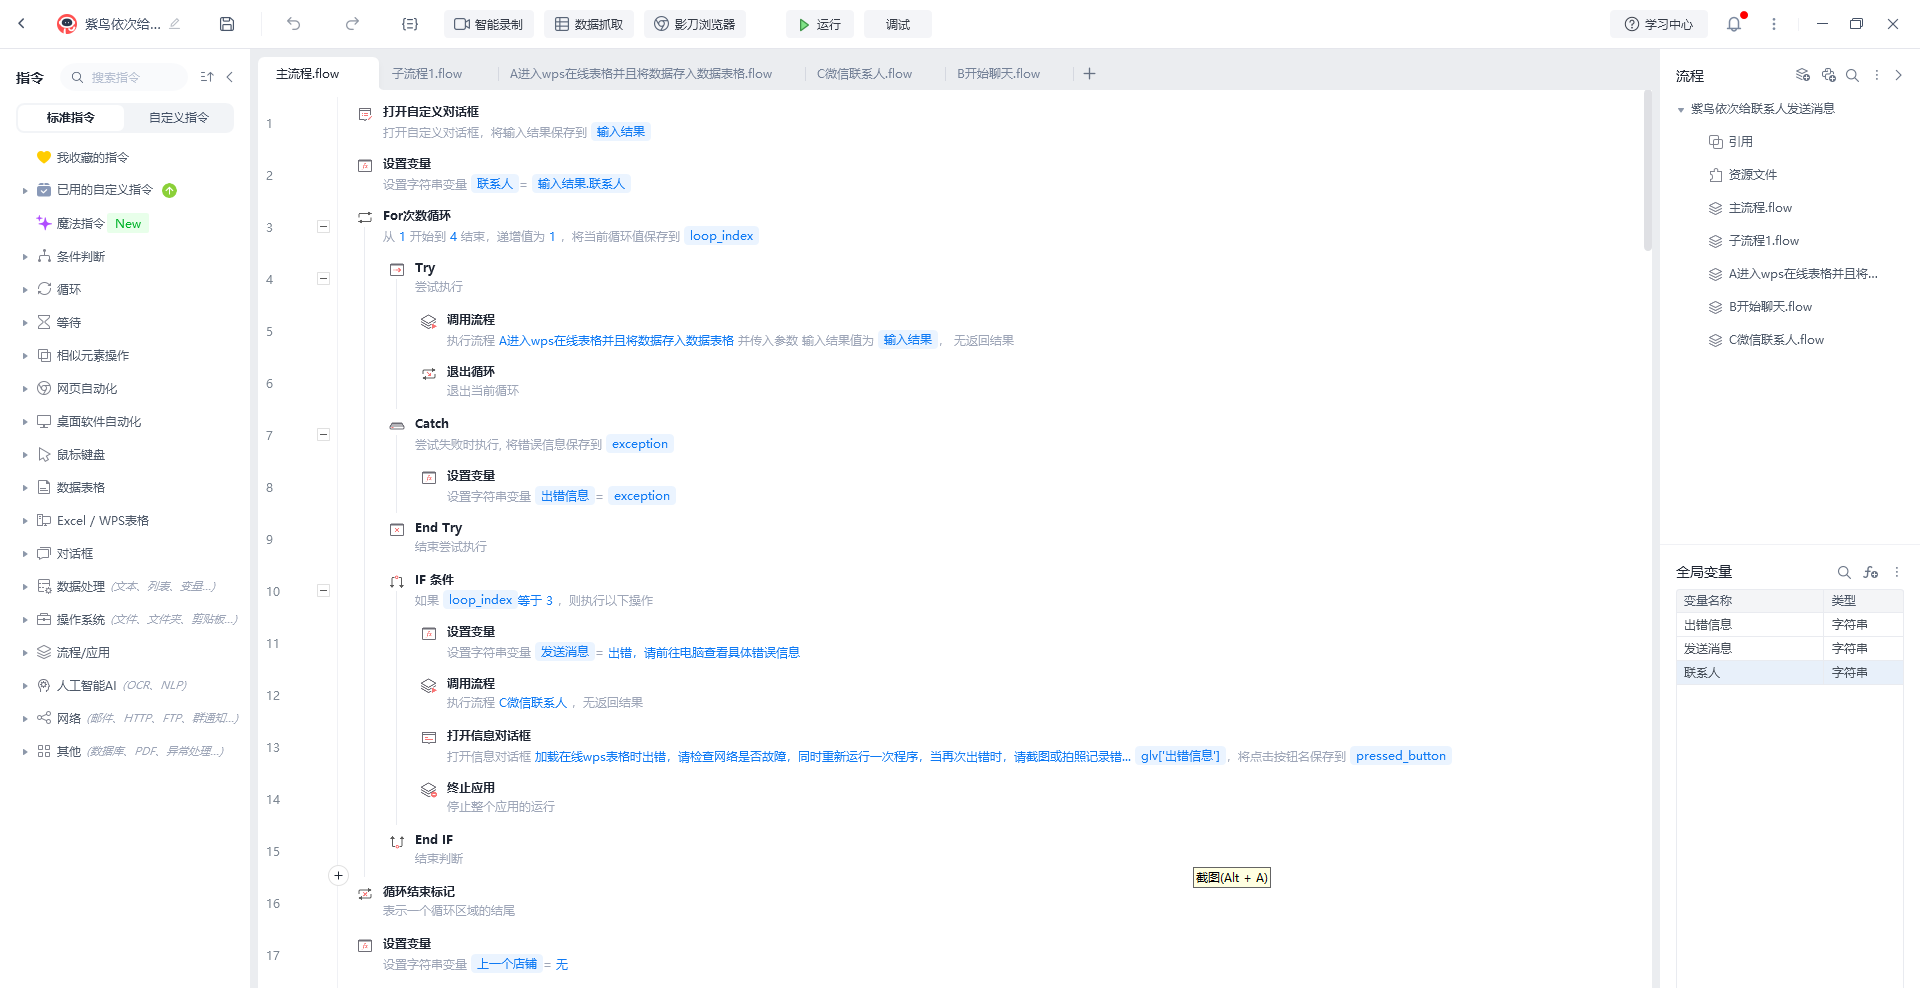 紫鸟依次给...
智能录制
数据抓取
影刀浏览器
运行
调试
学习中心
指令
搜索指令
标准指令
自定义指令
我收藏的指令
已用的自定义指令
魔法指令 New
条件判断
循环
等待
相似元素操作
网页自动化
桌面软件自动化
鼠标键盘
数据表格
Excel / WPS表格
对话框
数据处理 (文本、列表、变量...)
操作系统 (文件、文件夹、剪贴板...)
流程/应用
人工智能AI (OCR、NLP)
网络 (邮件、HTTP、FTP、群通知...)
其他 (数据库、PDF、异常处理...)
主流程.flow
子流程1.flow
A进入wps在线表格并且将数据存入数据表格.flow
C微信联系人.flow
B开始聊天.flow
1
打开自定义对话框
打开自定义对话框，将输入结果保存到 输入结果
2
设置变量
设置字符串变量 联系人 = 输入结果.联系人
3
For次数循环
从 1 开始到 4 结束，递增值为 1 ，将当前循环值保存到 loop_index
4
Try
尝试执行
5
调用流程
执行流程 A进入wps在线表格并且将数据存入数据表格 并传入参数 输入结果值为 输入结果 ， 无返回结果
6
退出循环
退出当前循环
7
Catch
尝试失败时执行, 将错误信息保存到 exception
8
设置变量
设置字符串变量 出错信息 = exception
9
End Try
结束尝试执行
10
IF 条件
如果 loop_index 等于 3 ，则执行以下操作
11
设置变量
设置字符串变量 发送消息 = 出错，请前往电脑查看具体错误信息
12
调用流程
执行流程 C微信联系人 ，无返回结果
13
打开信息对话框
打开信息对话框 加载在线wps表格时出错，请检查网络是否故障，同时重新运行一次程序，当再次出错时，请截图或拍照记录错... glv['出错信息'] ，将点击按钮名保存到 pressed_button
14
终止应用
停止整个应用的运行
15
End IF
结束判断
截图(Alt + A)
16
循环结束标记
表示一个循环区域的结尾
17
设置变量
设置字符串变量 上一个店铺 = 无
流程
紫鸟依次给联系人发送消息
引用
资源文件
主流程.flow
子流程1.flow
A进入wps在线表格并且将...
B开始聊天.flow
C微信联系人.flow
全局变量
变量名称 类型
出错信息 字符串
发送消息 字符串
联系人 字符串